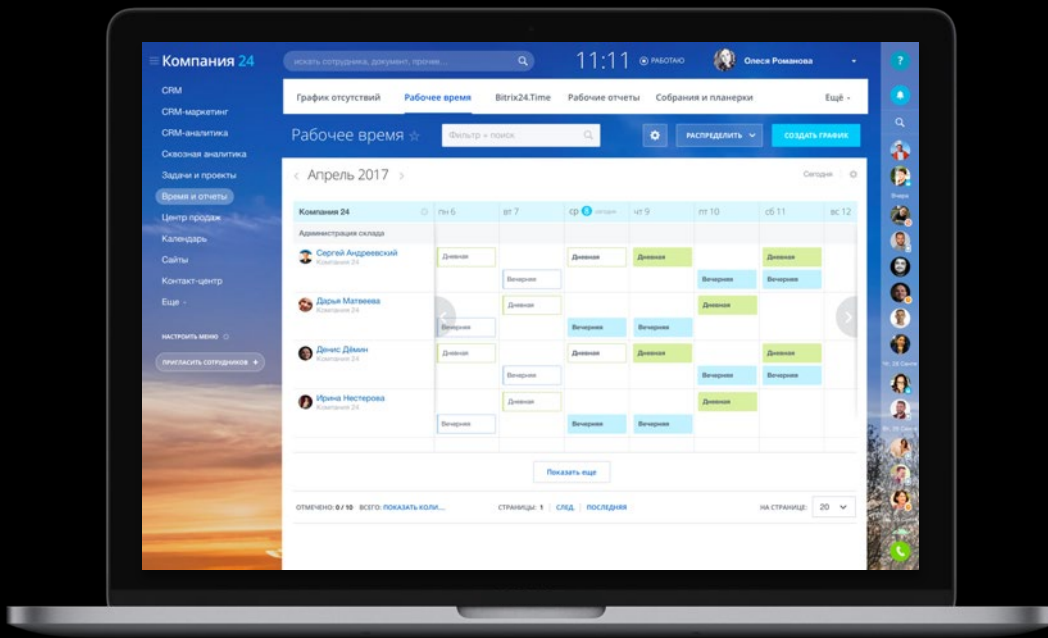 Компания 24
искать сотрудника, документ, прочее...
11:11 РАБОТАЮ
Олеся Романова
?
CRM
CRM-маркетинг
CRM-аналитика
Сквозная аналитика
Задачи и проекты
Время и отчеты
Центр продаж
Календарь
Сайты
Контакт-центр
Еще
НАСТРОИТЬ МЕНЮ
ПРИГЛАСИТЬ СОТРУДНИКОВ +
График отсутствий Рабочее время Bitrix24.Time Рабочие отчеты Собрания и планерки Ещё
Рабочее время
Фильтр + поиск
РАСПРЕДЕЛИТЬ
СОЗДАТЬ ГРАФИК
Апрель 2017
Сегодня
Компания 24 пн 6 вт 7 ср 8 сегодня чт 9 пт 10 сб 11 вс 12
Администрация склада
Сергей Андреевский
Компания 24
Дневная Дневная Дневная Дневная
Вечерняя Вечерняя Вечерняя
Дарья Матвеева
Компания 24
Дневная Дневная
Вечерняя Вечерняя Вечерняя
Денис Дёмин
Компания 24
Дневная Дневная Дневная Дневная
Вечерняя Вечерняя Вечерняя
Ирина Нестерова
Компания 24
Дневная Дневная
Вечерняя Вечерняя Вечерняя
Показать еще
ОТМЕЧЕНО: 0 / 10 ВСЕГО: ПОКАЗАТЬ КОЛИ... СТРАНИЦЫ: 1 СЛЕД. ПОСЛЕДНЯЯ НА СТРАНИЦЕ: 20
Вчера